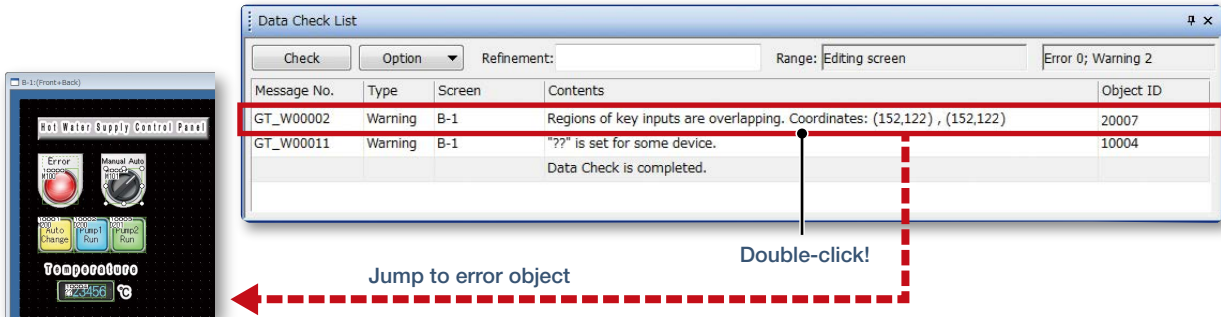 Data Check List
Check
Option
Refinement:
Range: Editing screen
Error 0; Warning 2
Message No. Type Screen Contents Object ID
GT_W00002 Warning B-1 Regions of key inputs are overlapping. Coordinates: (152,122) , (152,122) 20007
GT_W00011 Warning B-1 "??" is set for some device. 10004
Data Check is completed.
Double-click!
Jump to error object
B-1:(Front+Back)
Hot Water Supply Control Panel
Error
Manual Auto
Auto
Change
Pump1
Run
Pump2
Run
Temperature
23456 °C